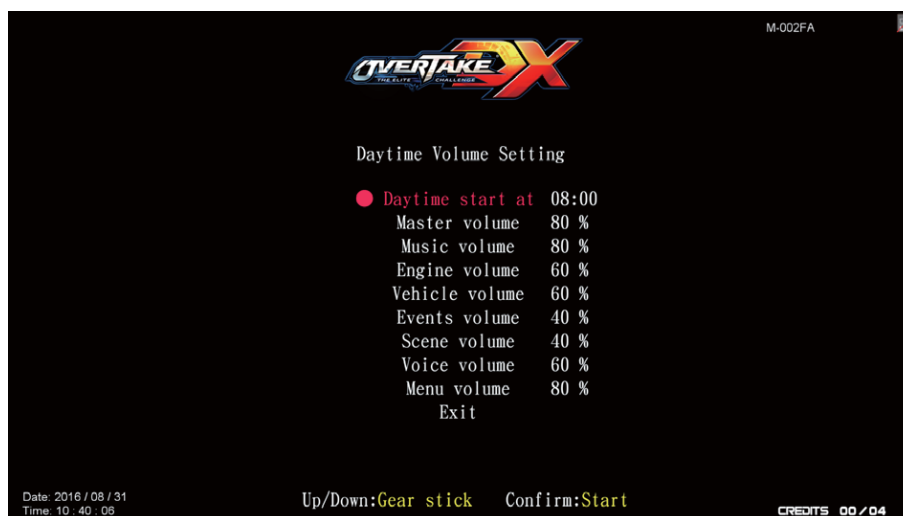 M-002FA
OVERTAKE DX
THE ELITE CHALLENGE
Daytime Volume Setting
Daytime start at 08:00
Master volume 80 %
Music volume 80 %
Engine volume 60 %
Vehicle volume 60 %
Events volume 40 %
Scene volume 40 %
Voice volume 60 %
Menu volume 80 %
Exit
Date: 2016 / 08 / 31
Time: 10 : 40 : 06
Up/Down:Gear stick Confirm:Start
CREDITS 00/04